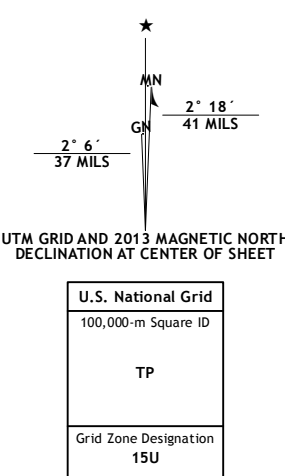 ★
MN
GN
2° 18´
41 MILS
2° 6´
37 MILS
UTM GRID AND 2013 MAGNETIC NORTH
DECLINATION AT CENTER OF SHEET
U.S. National Grid
100,000-m Square ID
TP
Grid Zone Designation
15U